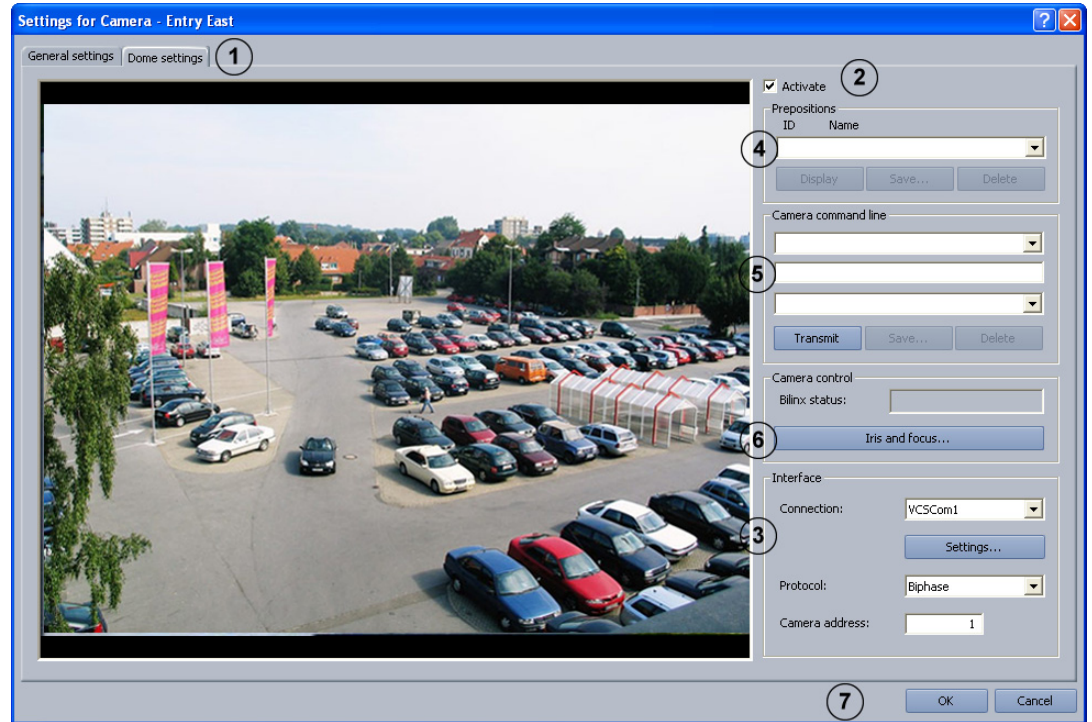 Settings for Camera - Entry East
General settings
Dome settings
1
Activate
2
Prepositions
ID Name
4
Display Save... Delete
Camera command line
5
Transmit Save... Delete
Camera control
Bilinx status:
6
Iris and focus...
Interface
Connection: VCSCom1
3
Settings...
Protocol: Biphase
Camera address: 1
7
OK Cancel